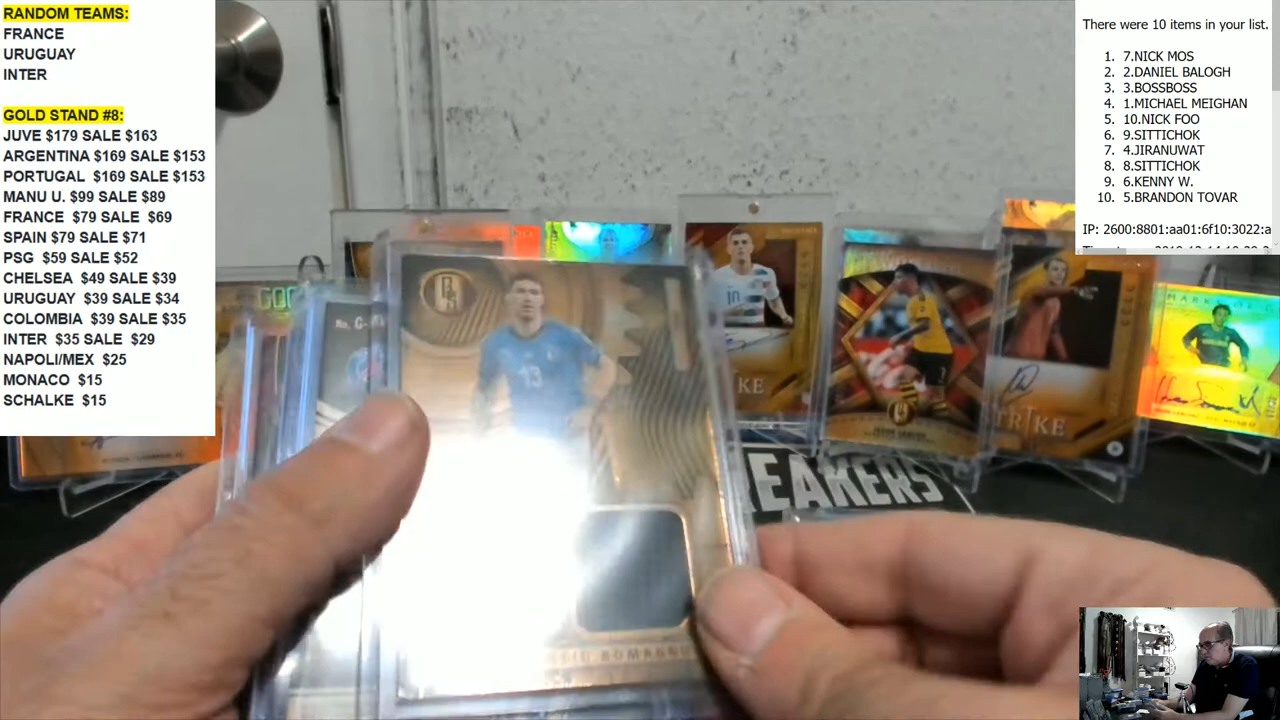 RANDOM TEAMS:
FRANCE
URUGUAY
INTER
GOLD STAND #8:
JUVE $179 SALE $163
ARGENTINA $169 SALE $153
PORTUGAL $169 SALE $153
MANU U. $99 SALE $89
FRANCE $79 SALE $69
SPAIN $79 SALE $71
PSG $59 SALE $52
CHELSEA $49 SALE $39
URUGUAY $39 SALE $34
COLOMBIA $39 SALE $35
INTER $35 SALE $29
NAPOLI/MEX $25
MONACO $15
SCHALKE $15
There were 10 items in your list.
1. 7.NICK MOS
2. 2.DANIEL BALOGH
3. 3.BOSSBOSS
4. 1.MICHAEL MEIGHAN
5. 10.NICK FOO
6. 9.SITTICHOK
7. 4.JIRANUWAT
8. 8.SITTICHOK
9. 6.KENNY W.
10. 5.BRANDON TOVAR
IP: 2600:8801:aa01:6f10:3022:a
13
10
EAKERS